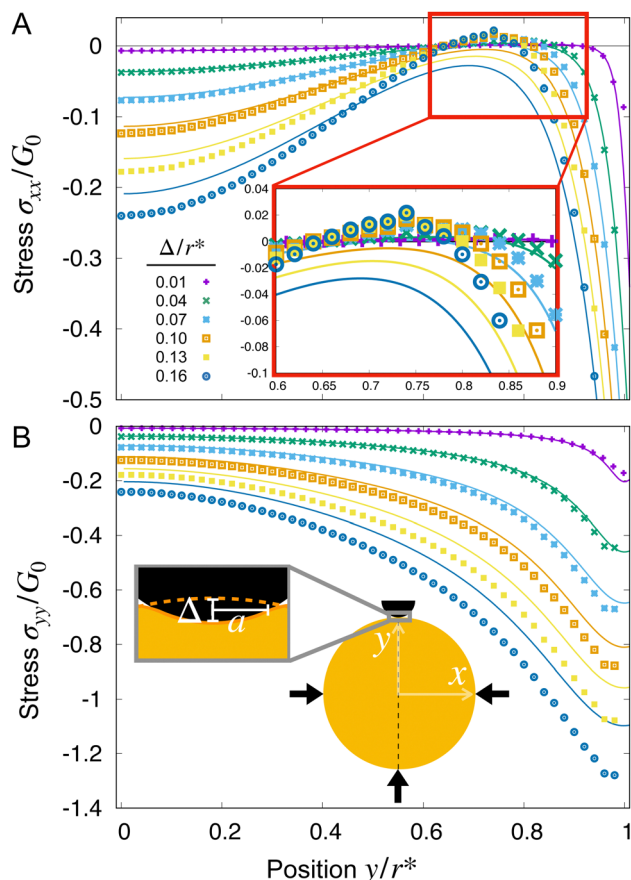 A
Stress σxx/G0
0
-0.1
-0.2
-0.3
-0.4
-0.5
Δ/r*
0.01
0.04
0.07
0.10
0.13
0.16
0.04
0.02
0
-0.02
-0.04
-0.06
-0.08
-0.1
0.6 0.65 0.7 0.75 0.8 0.85 0.9
B
Stress σyy/G0
0
-0.2
-0.4
-0.6
-0.8
-1
-1.2
-1.4
Δ a
y
x
0 0.2 0.4 0.6 0.8 1
Position y/r*